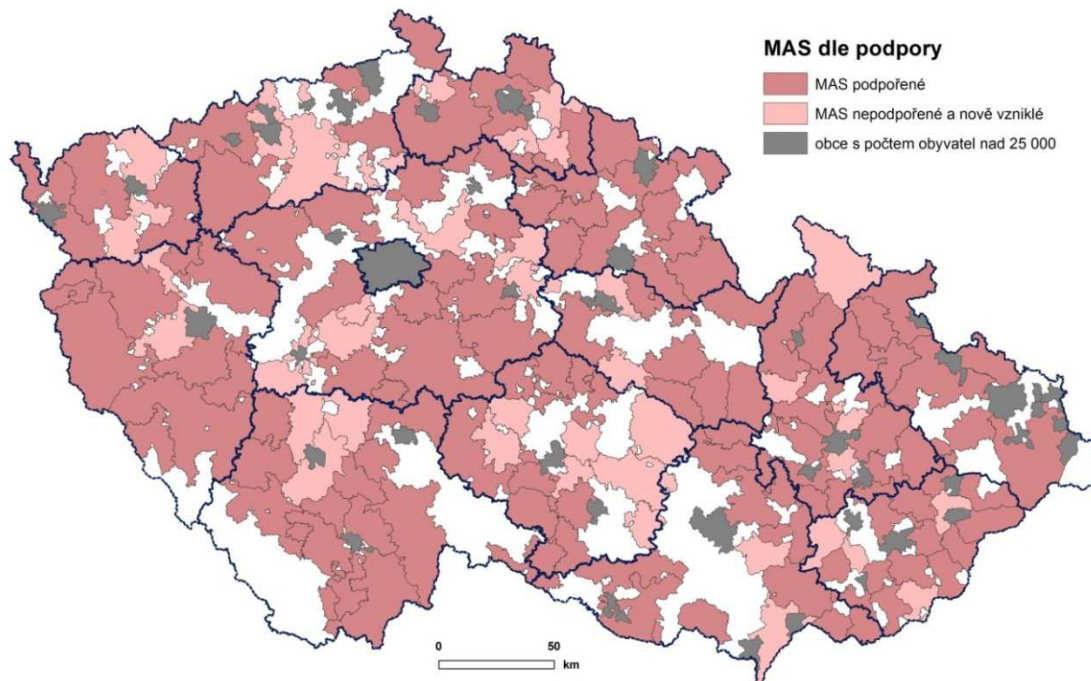 MAS dle podpory
MAS podpořené
MAS nepodpořené a nově vzniklé
obce s počtem obyvatel nad 25 000
0 50
km